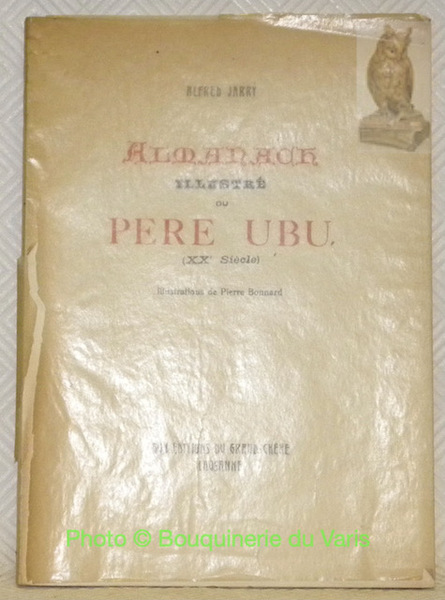 ALFRED JARRY
ALMANACH
ILLUSTRÉ
DU
PERE UBU.
(XXe Siècle)
Illustrations de Pierre Bonnard
AUX EDITIONS DU GRAND-CHÊNE
LAUSANNE
Photo © Bouquinerie du Varis